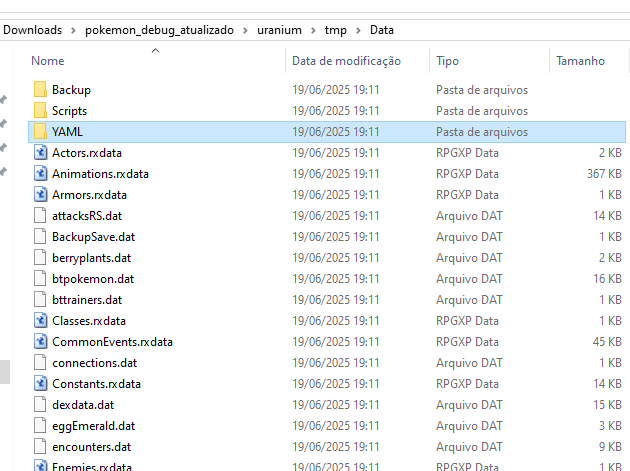 Downloads > pokemon_debug_atualizado > uranium > tmp > Data
Nome Data de modificação Tipo Tamanho
Backup 19/06/2025 19:11 Pasta de arquivos
Scripts 19/06/2025 19:11 Pasta de arquivos
YAML 19/06/2025 19:11 Pasta de arquivos
Actors.rxdata 19/06/2025 19:11 RPGXP Data 2 KB
Animations.rxdata 19/06/2025 19:11 RPGXP Data 367 KB
Armors.rxdata 19/06/2025 19:11 RPGXP Data 1 KB
attacksRS.dat 19/06/2025 19:11 Arquivo DAT 14 KB
BackupSave.dat 19/06/2025 19:11 Arquivo DAT 1 KB
berryplants.dat 19/06/2025 19:11 Arquivo DAT 2 KB
btpokemon.dat 19/06/2025 19:11 Arquivo DAT 16 KB
bttrainers.dat 19/06/2025 19:11 Arquivo DAT 1 KB
Classes.rxdata 19/06/2025 19:11 RPGXP Data 1 KB
CommonEvents.rxdata 19/06/2025 19:11 RPGXP Data 45 KB
connections.dat 19/06/2025 19:11 Arquivo DAT 1 KB
Constants.rxdata 19/06/2025 19:11 RPGXP Data 14 KB
dexdata.dat 19/06/2025 19:11 Arquivo DAT 15 KB
eggEmerald.dat 19/06/2025 19:11 Arquivo DAT 3 KB
encounters.dat 19/06/2025 19:11 Arquivo DAT 9 KB
Enemies.rxdata 19/06/2025 19:11 RPGXP Data 1 KB